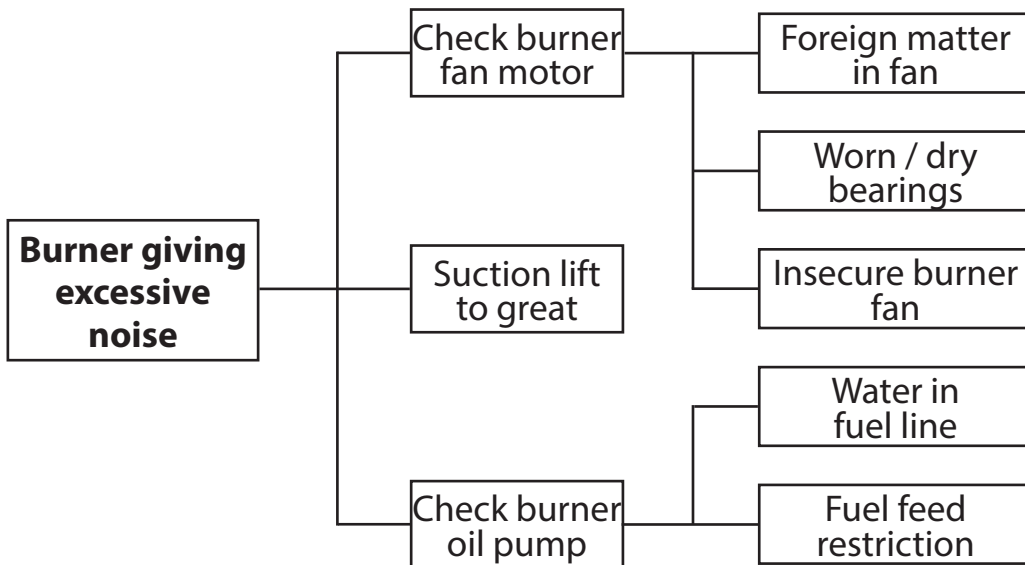 Check burner
fan motor
Foreign matter
in fan
Worn / dry
bearings
Burner giving
excessive
noise
Suction lift
to great
Insecure burner
fan
Water in
fuel line
Check burner
oil pump
Fuel feed
restriction